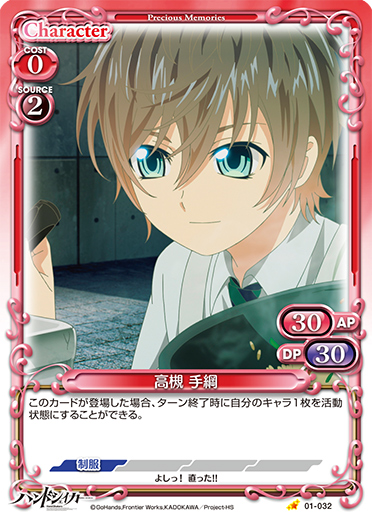 Precious Memories
Character
COST
0
SOURCE
2
30 AP
DP 30
高槻 手綱
このカードが登場した場合、ターン終了時に自分のキャラ1枚を活動
状態にすることができる。
制服
よしっ! 直った!!
ハンドシェイカー
01-032
©GoHands,Frontier Works,KADOKAWA/Project-HS